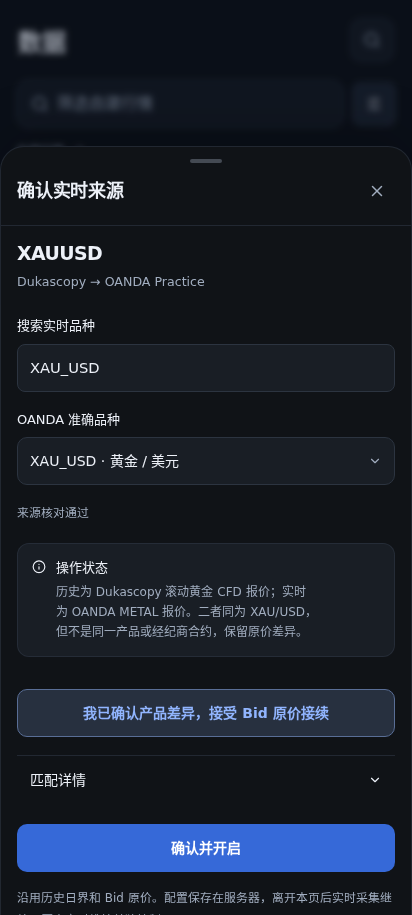 数据
确认实时来源
XAUUSD
Dukascopy → OANDA Practice
搜索实时品种
XAU_USD
OANDA 准确品种
XAU_USD · 黄金 / 美元
来源核对通过
操作状态
历史为 Dukascopy 滚动黄金 CFD 报价；实时
为 OANDA METAL 报价。二者同为 XAU/USD，
但不是同一产品或经纪商合约，保留原价差异。
我已确认产品差异，接受 Bid 原价接续
匹配详情
确认并开启
沿用历史日界和 Bid 原价。配置保存在服务器，离开本页后实时采集继